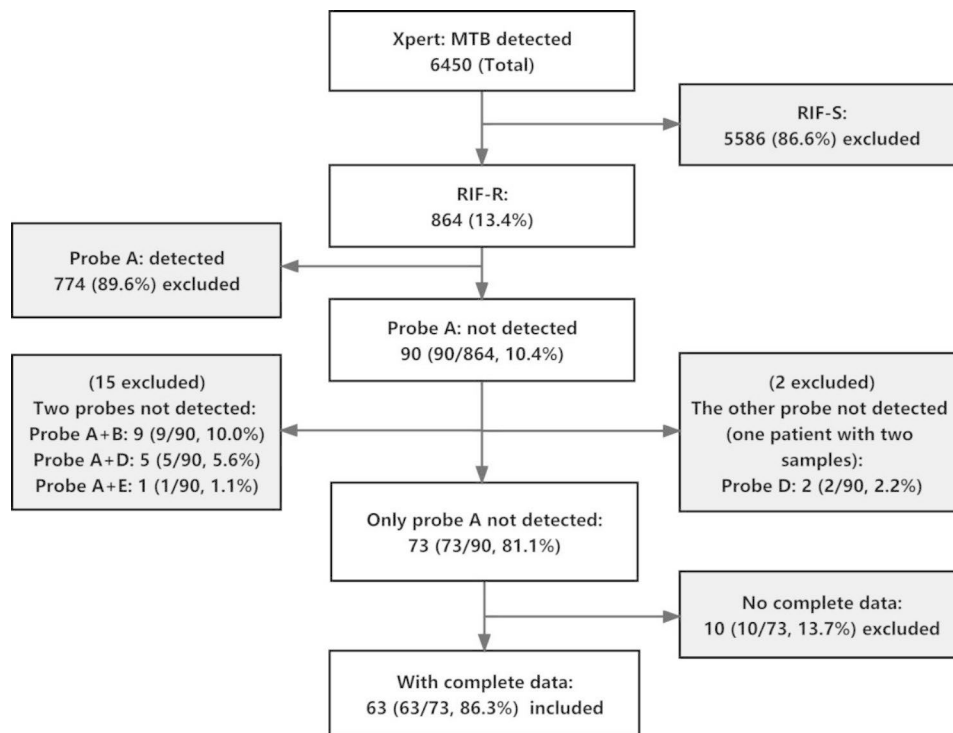 Xpert: MTB detected
6450 (Total)
RIF-S:
5586 (86.6%) excluded
RIF-R:
864 (13.4%)
Probe A: detected
774 (89.6%) excluded
Probe A: not detected
90 (90/864, 10.4%)
(15 excluded)
Two probes not detected:
Probe A+B: 9 (9/90, 10.0%)
Probe A+D: 5 (5/90, 5.6%)
Probe A+E: 1 (1/90, 1.1%)
(2 excluded)
The other probe not detected
(one patient with two
samples):
Probe D: 2 (2/90, 2.2%)
Only probe A not detected:
73 (73/90, 81.1%)
No complete data:
10 (10/73, 13.7%) excluded
With complete data:
63 (63/73, 86.3%) included